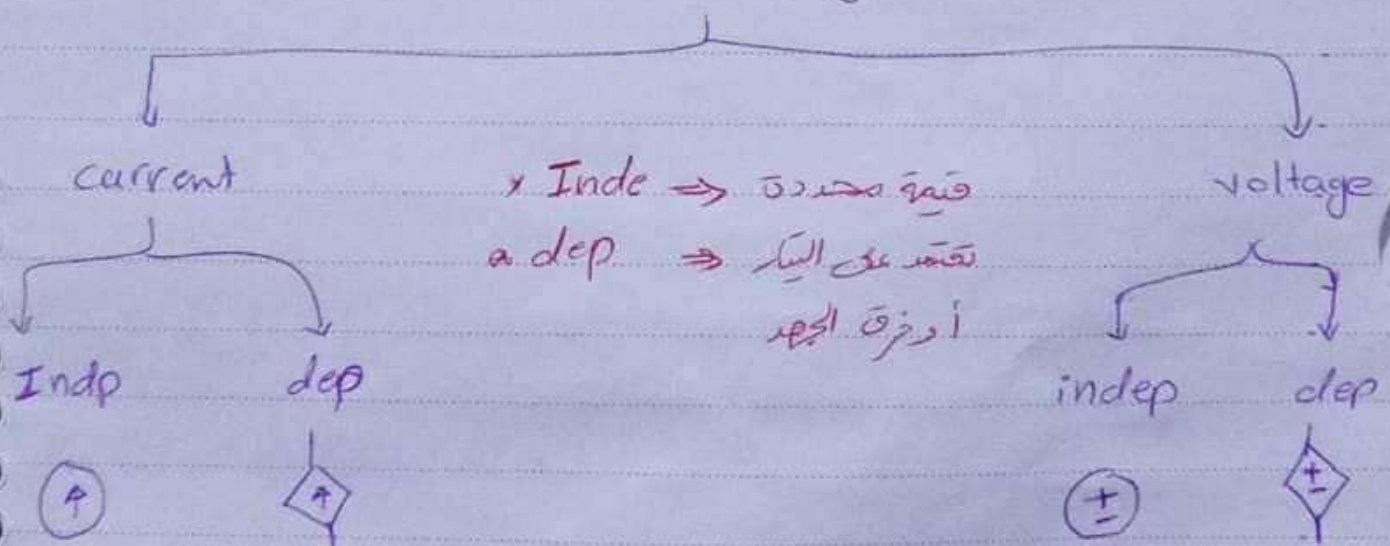 current
voltage
x Inde ⇒ قيمة محددة
a dep ⇒ تعتمد على التيار
أو فرق الجهد
Indp
dep
indep
dep
+
-
+
-